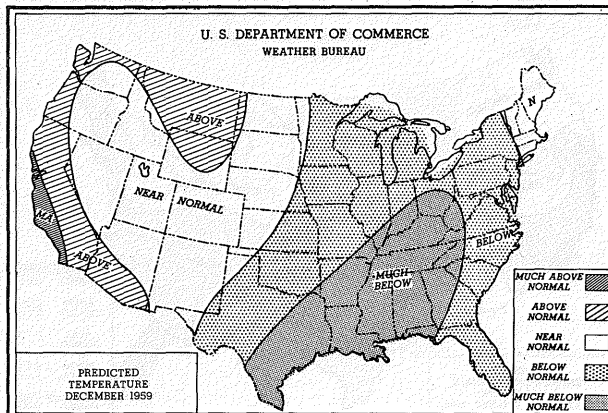 U. S. DEPARTMENT OF COMMERCE
WEATHER BUREAU
N
ABOVE
NEAR NORMAL
MA
ABOVE
BELOW
MUCH
BELOW
MUCH ABOVE
NORMAL
ABOVE
NORMAL
NEAR
NORMAL
BELOW
NORMAL
MUCH BELOW
NORMAL
PREDICTED
TEMPERATURE
DECEMBER 1959